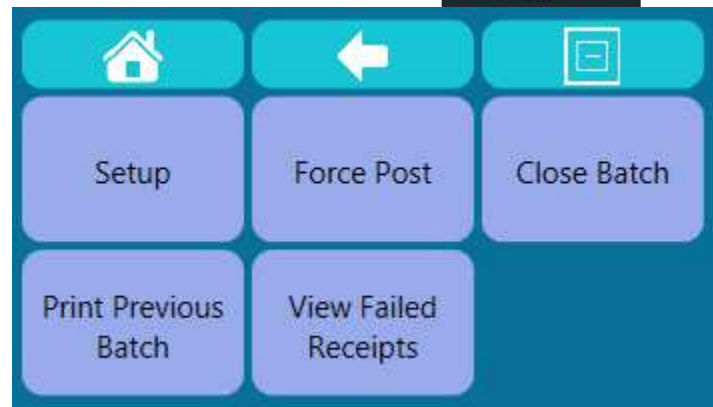 Setup
Force Post
Close Batch
Print Previous
Batch
View Failed
Receipts